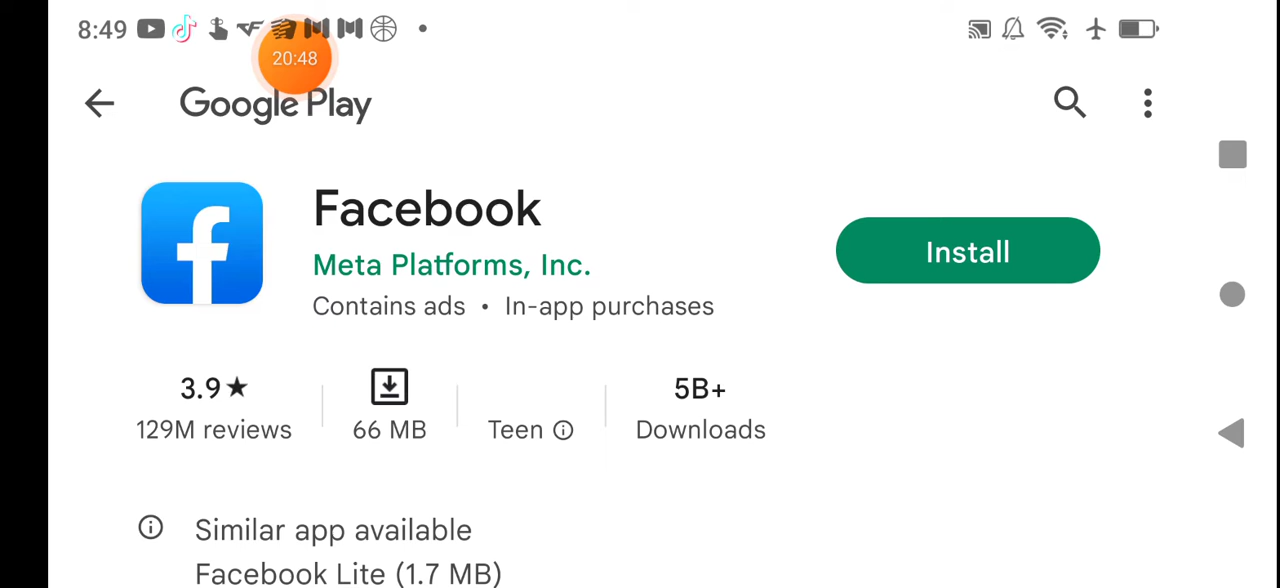 8:49
20:48
Google Play
Facebook
Meta Platforms, Inc.
Contains ads • In-app purchases
Install
3.9★
129M reviews
66 MB
Teen
5B+
Downloads
Similar app available
Facebook Lite (1.7 MB)